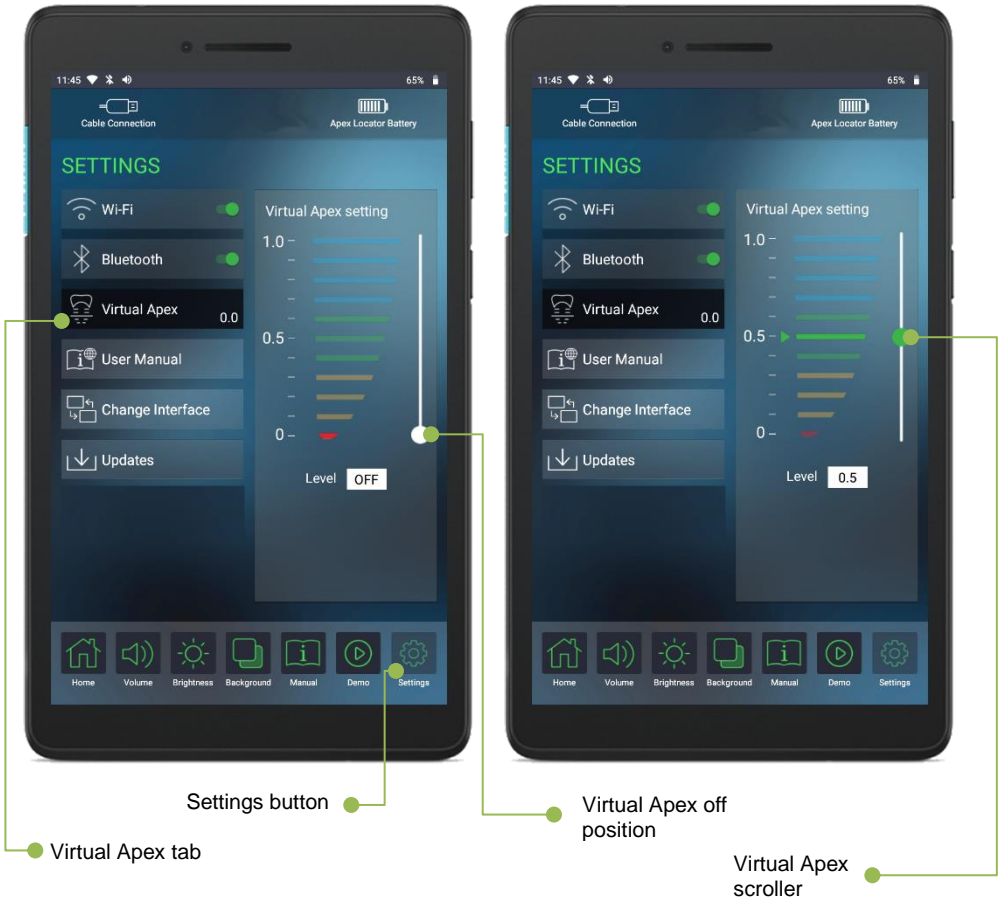 11:45
65%
Cable Connection
Apex Locator Battery
SETTINGS
Wi-Fi
Bluetooth
Virtual Apex
0.0
User Manual
Change Interface
Updates
Virtual Apex setting
1.0
0.5
0
Level OFF
Home
Volume
Brightness
Background
Manual
Demo
Settings
11:45
65%
Cable Connection
Apex Locator Battery
SETTINGS
Wi-Fi
Bluetooth
Virtual Apex
0.0
User Manual
Change Interface
Updates
Virtual Apex setting
1.0
0.5
0
Level 0.5
Home
Volume
Brightness
Background
Manual
Demo
Settings
Settings button
Virtual Apex off
position
Virtual Apex tab
Virtual Apex
scroller